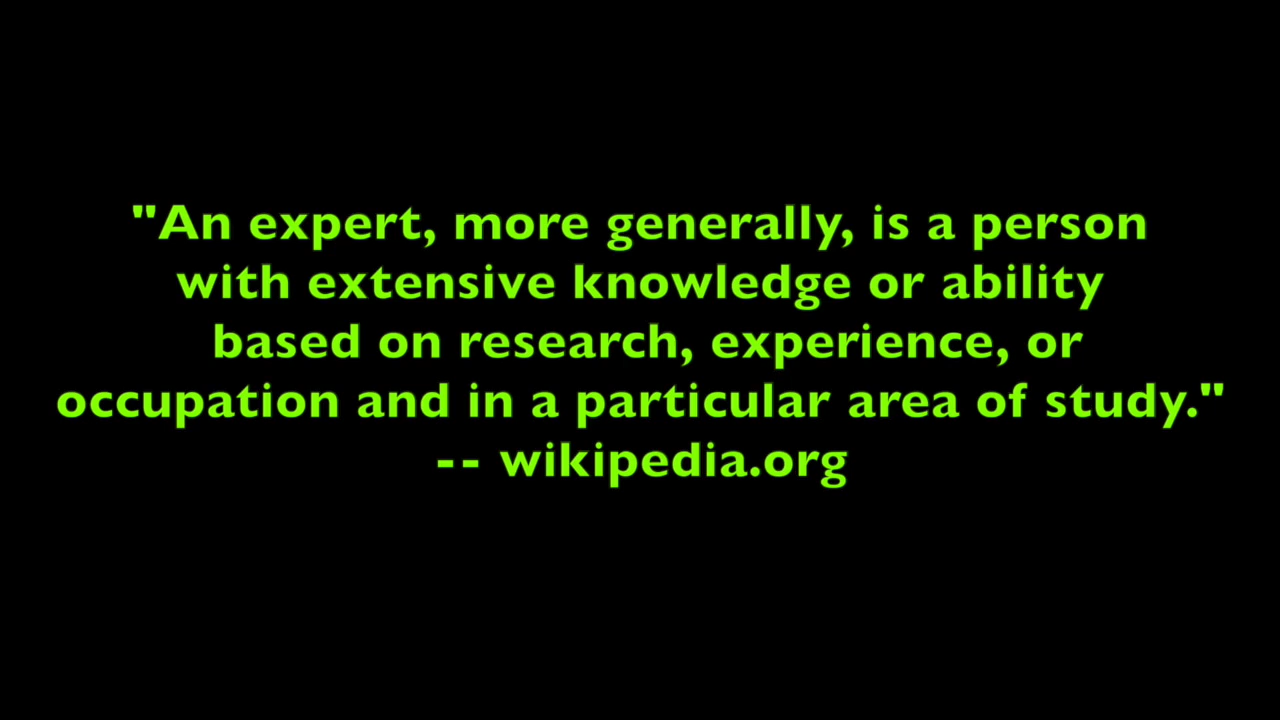 "An expert, more generally, is a person
with extensive knowledge or ability
based on research, experience, or
occupation and in a particular area of study."
-- wikipedia.org